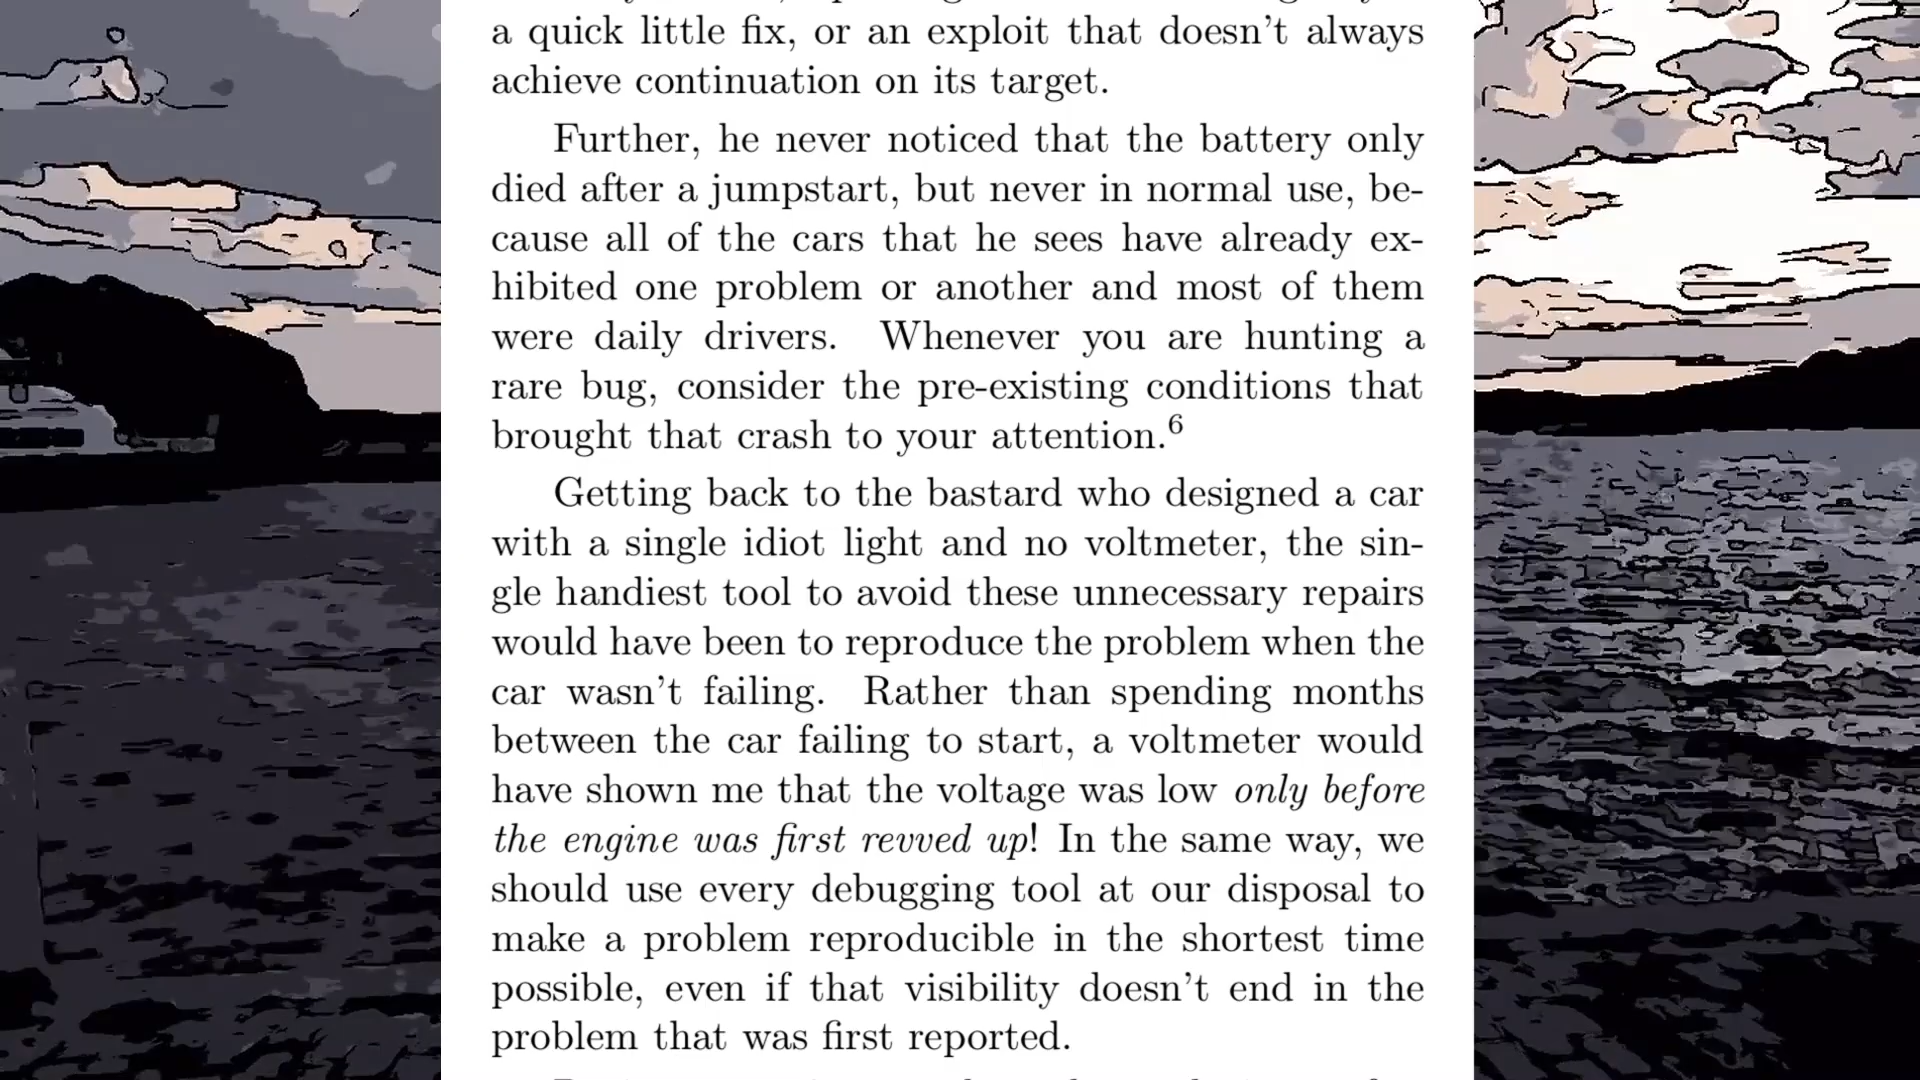 a quick little fix, or an exploit that doesn't always
achieve continuation on its target.
Further, he never noticed that the battery only
died after a jumpstart, but never in normal use, be-
cause all of the cars that he sees have already ex-
hibited one problem or another and most of them
were daily drivers. Whenever you are hunting a
rare bug, consider the pre-existing conditions that
brought that crash to your attention.6
Getting back to the bastard who designed a car
with a single idiot light and no voltmeter, the sin-
gle handiest tool to avoid these unnecessary repairs
would have been to reproduce the problem when the
car wasn't failing. Rather than spending months
between the car failing to start, a voltmeter would
have shown me that the voltage was low only before
the engine was first revved up! In the same way, we
should use every debugging tool at our disposal to
make a problem reproducible in the shortest time
possible, even if that visibility doesn't end in the
problem that was first reported.